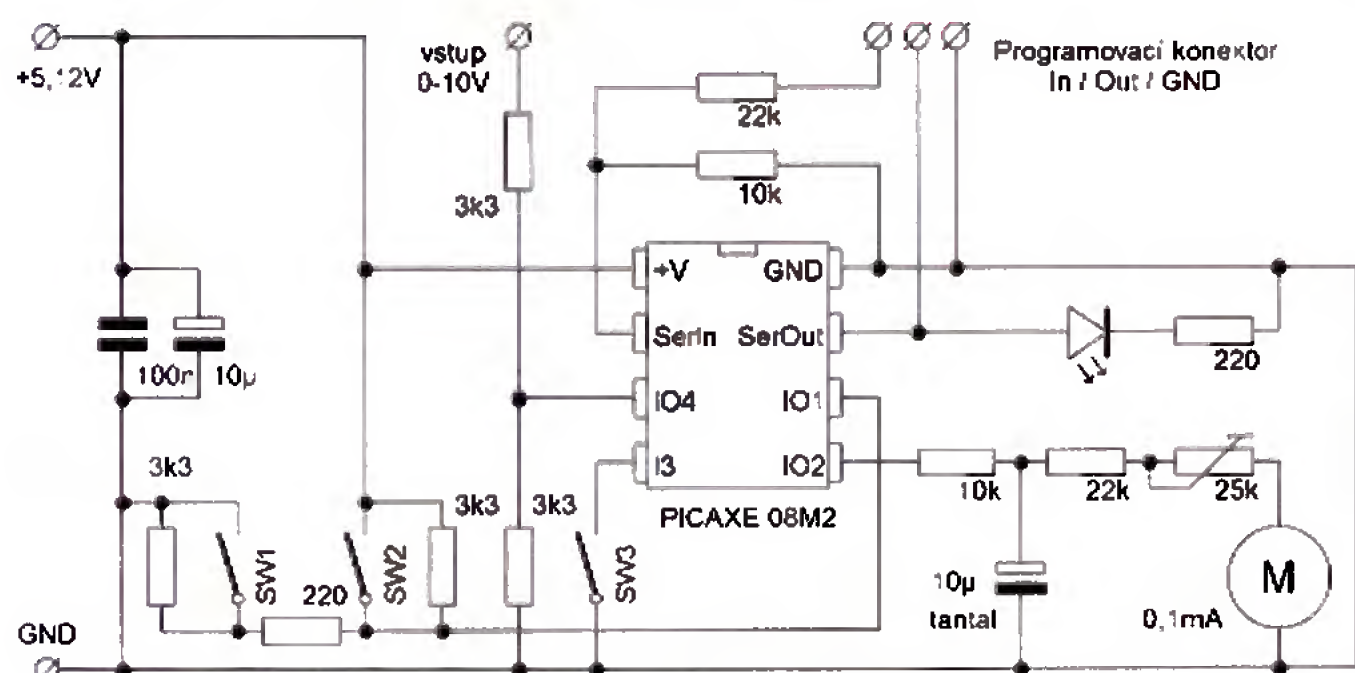 +5,12V
vstup
0-10V
Programovací konektor
In / Out / GND
22k
10k
3k3
+V
GND
SerIn
SerOut
220
100n
10µ
IO4
IO1
I3
IO2
3k3
3k3
3k3
10k
22k
25k
PICAXE 08M2
SW1
220
SW2
SW3
10µ
tantal
M
0,1mA
GND